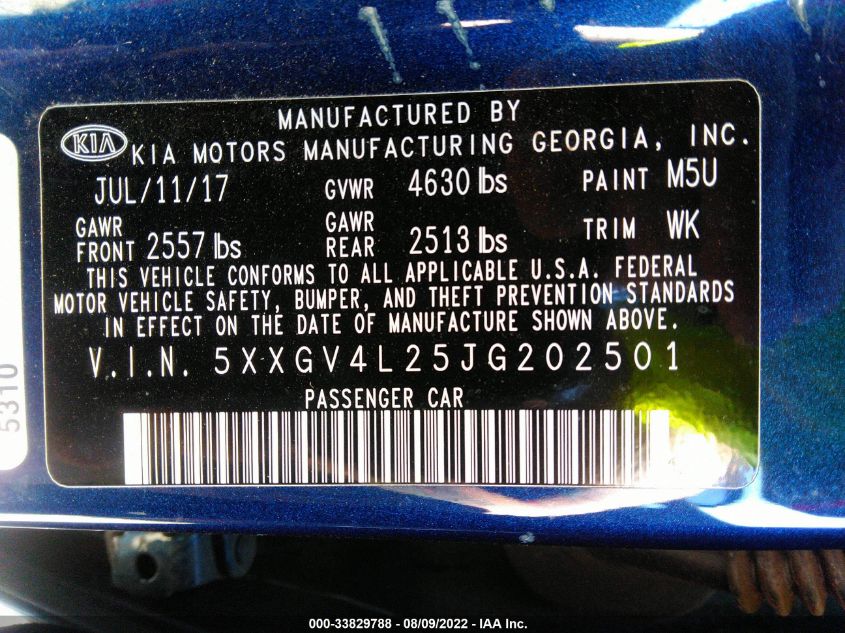 MANUFACTURED BY
KIA KIA MOTORS MANUFACTURING GEORGIA, INC.
JUL/11/17 GVWR 4630 lbs PAINT M5U
GAWR FRONT 2557 lbs GAWR REAR 2513 lbs TRIM WK
THIS VEHICLE CONFORMS TO ALL APPLICABLE U.S.A. FEDERAL
MOTOR VEHICLE SAFETY, BUMPER, AND THEFT PREVENTION STANDARDS
IN EFFECT ON THE DATE OF MANUFACTURE SHOWN ABOVE.
V.I.N. 5XXGV4L25JG202501
PASSENGER CAR
5310
000-33829788 - 08/09/2022 - IAA Inc.